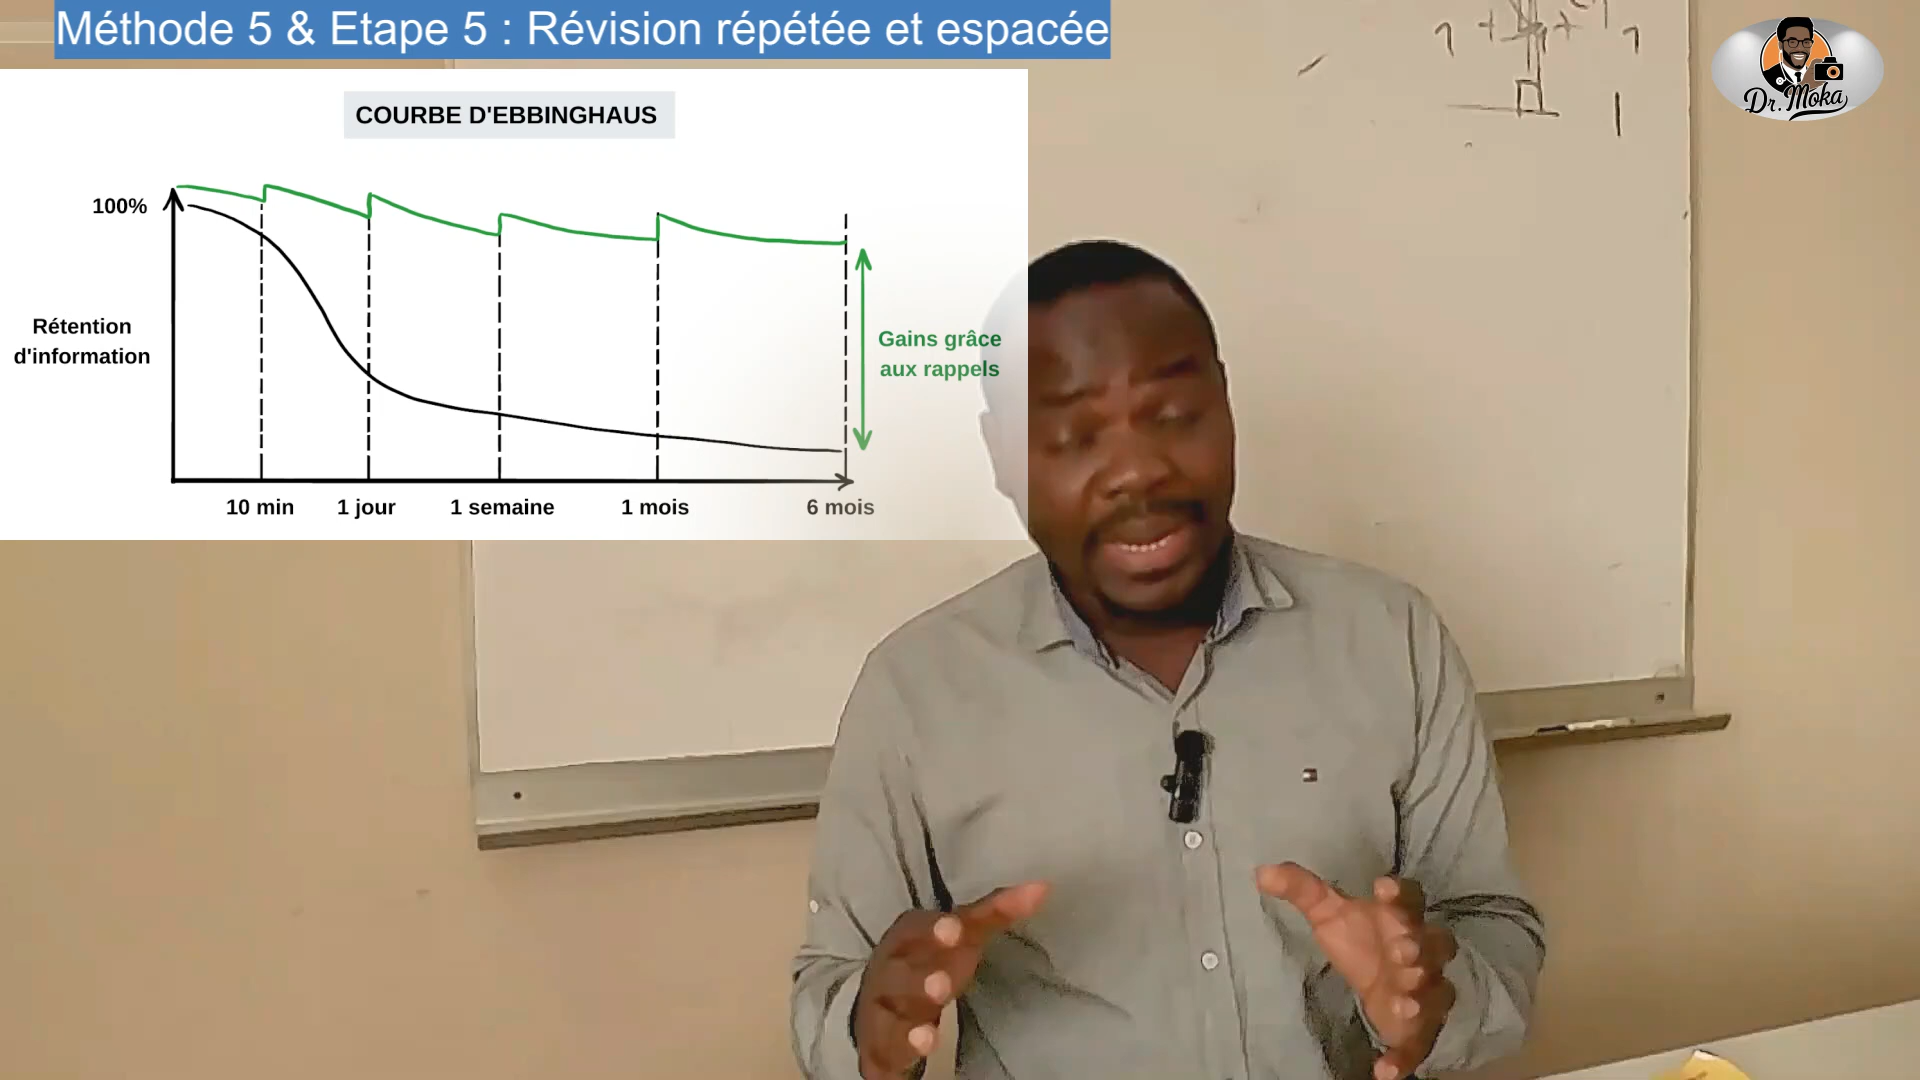 Méthode 5 & Etape 5 : Révision répétée et espacée
Dr. Moka
COURBE D'EBBINGHAUS
100%
Rétention
d'information
Gains grâce
aux rappels
10 min 1 jour 1 semaine 1 mois 6 mois